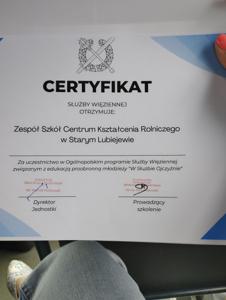 CERTYFIKAT
SŁUŻBY WIĘZIENNEJ
OTRZYMUJE:
Zespół Szkół Centrum Kształcenia Rolniczego
w Starym Lubiejewie
Za uczestnictwo w Ogólnopolskim programie Służby Więziennej
związanym z edukacją proobronną młodzieży "W Służbie Ojczyźnie"
Dyrektor
Jednostki
Prowadzący
szkolenie